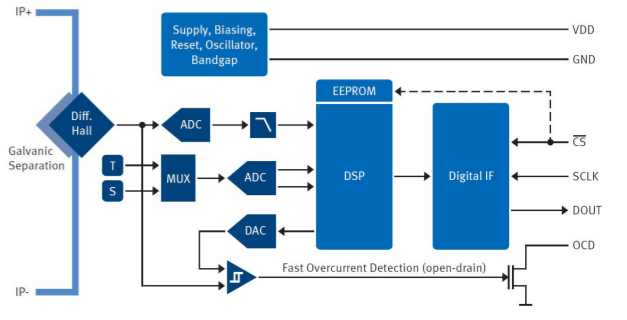 IP+
Supply, Biasing,
Reset, Oscillator,
Bandgap
VDD
GND
EEPROM
Diff.
Hall
ADC
Galvanic
Separation
T
S
MUX
ADC
DSP
Digital IF
CS
SCLK
DOUT
DAC
OCD
Fast Overcurrent Detection (open-drain)
IP-